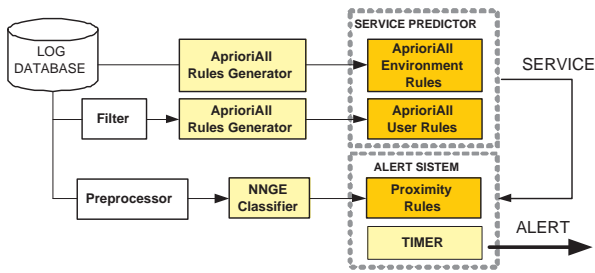 LOG
DATABASE
AprioriAll
Rules Generator
SERVICE PREDICTOR
AprioriAll
Environment
Rules
SERVICE
Filter
AprioriAll
Rules Generator
AprioriAll
User Rules
ALERT SISTEM
Preprocessor
NNGE
Classifier
Proximity
Rules
TIMER
ALERT